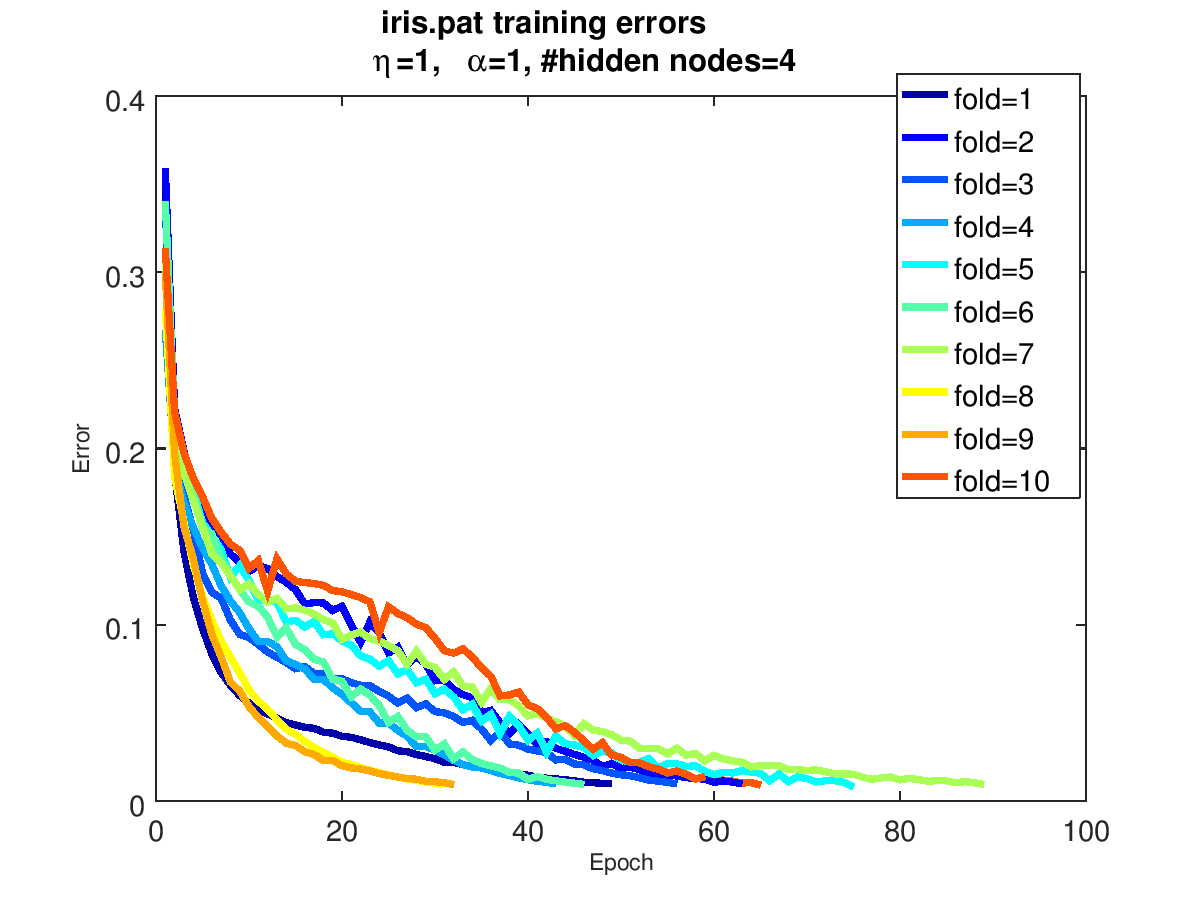 iris.pat training errors
η=1, α=1, #hidden nodes=4
0.4
0.3
0.2
0.1
0
Error
0 20 40 60 80 100
Epoch
fold=1
fold=2
fold=3
fold=4
fold=5
fold=6
fold=7
fold=8
fold=9
fold=10